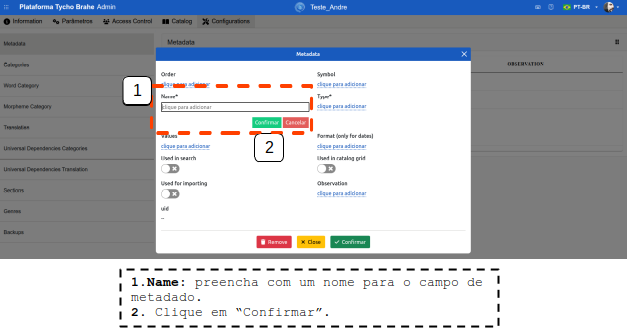 Plataforma Tycho Brahe Admin
Teste_Andre
PT-BR
Information
Parâmetros
Access Control
Catalog
Configurations
Metadata
Categories
Word Category
Morpheme Category
Translation
Universal Dependencies Categories
Universal Dependencies Translation
Sections
Genres
Backups
Metadata
OBSERVATION
Metadata
Order
clique para adicionar
Symbol
clique para adicionar
1
Name*
clique para adicionar
Type*
clique para adicionar
Confirmar
Cancelar
2
Values
clique para adicionar
Format (only for dates)
clique para adicionar
Used in search
Used in catalog grid
Used for importing
Observation
clique para adicionar
uid
–
Remove
Close
Confirmar
1.Name: preencha com um nome para o campo de
metadado.
2. Clique em “Confirmar”.